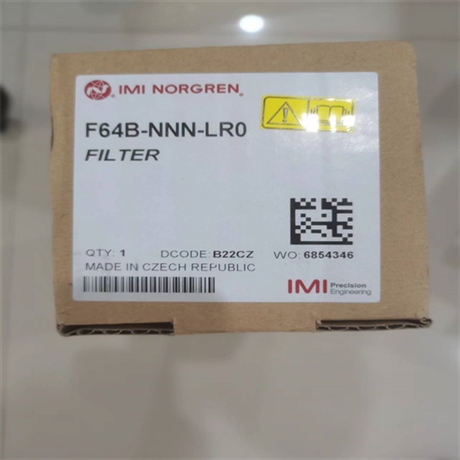 IMI NORGREN®
F64B-NNN-LR0
FILTER
QTY: 1 DCODE: B22CZ WO: 6854346
MADE IN CZECH REPUBLIC
IMI Precision
Engineering